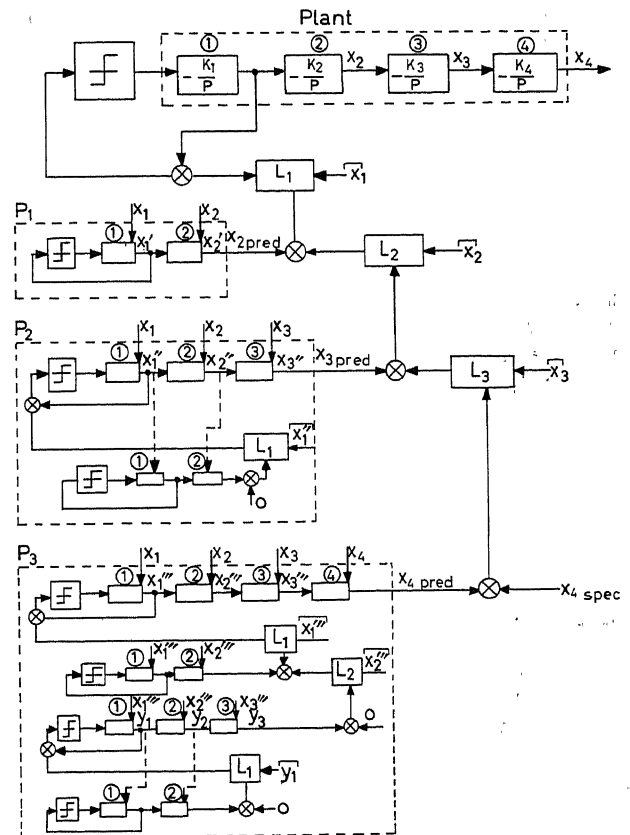 Plant
① ② ③ ④
K₁ K₂ x₂ K₃ x₃ K₄ x₄
P P P P
L₁ x₁
P₁ x₁ x₂
① x₁' ② x₂' x₂ pred L₂ x₂
P₂ x₁ x₂ x₃
① x₁'' ② x₂'' ③ x₃'' x₃ pred L₃ x₃
L₁ x₁''
① ②
0
P₃ x₁ x₂ x₃ x₄
① x₁''' ② x₂''' ③ x₃''' ④ x₄ pred x₄ spec
L₁ x₁'''
① x₁''' ② x₂''' L₂ x₂'''
① x₁''' ② x₂''' ③ x₃'''
y₁ y₂ y₃ 0
L₁ y₁
① ② 0